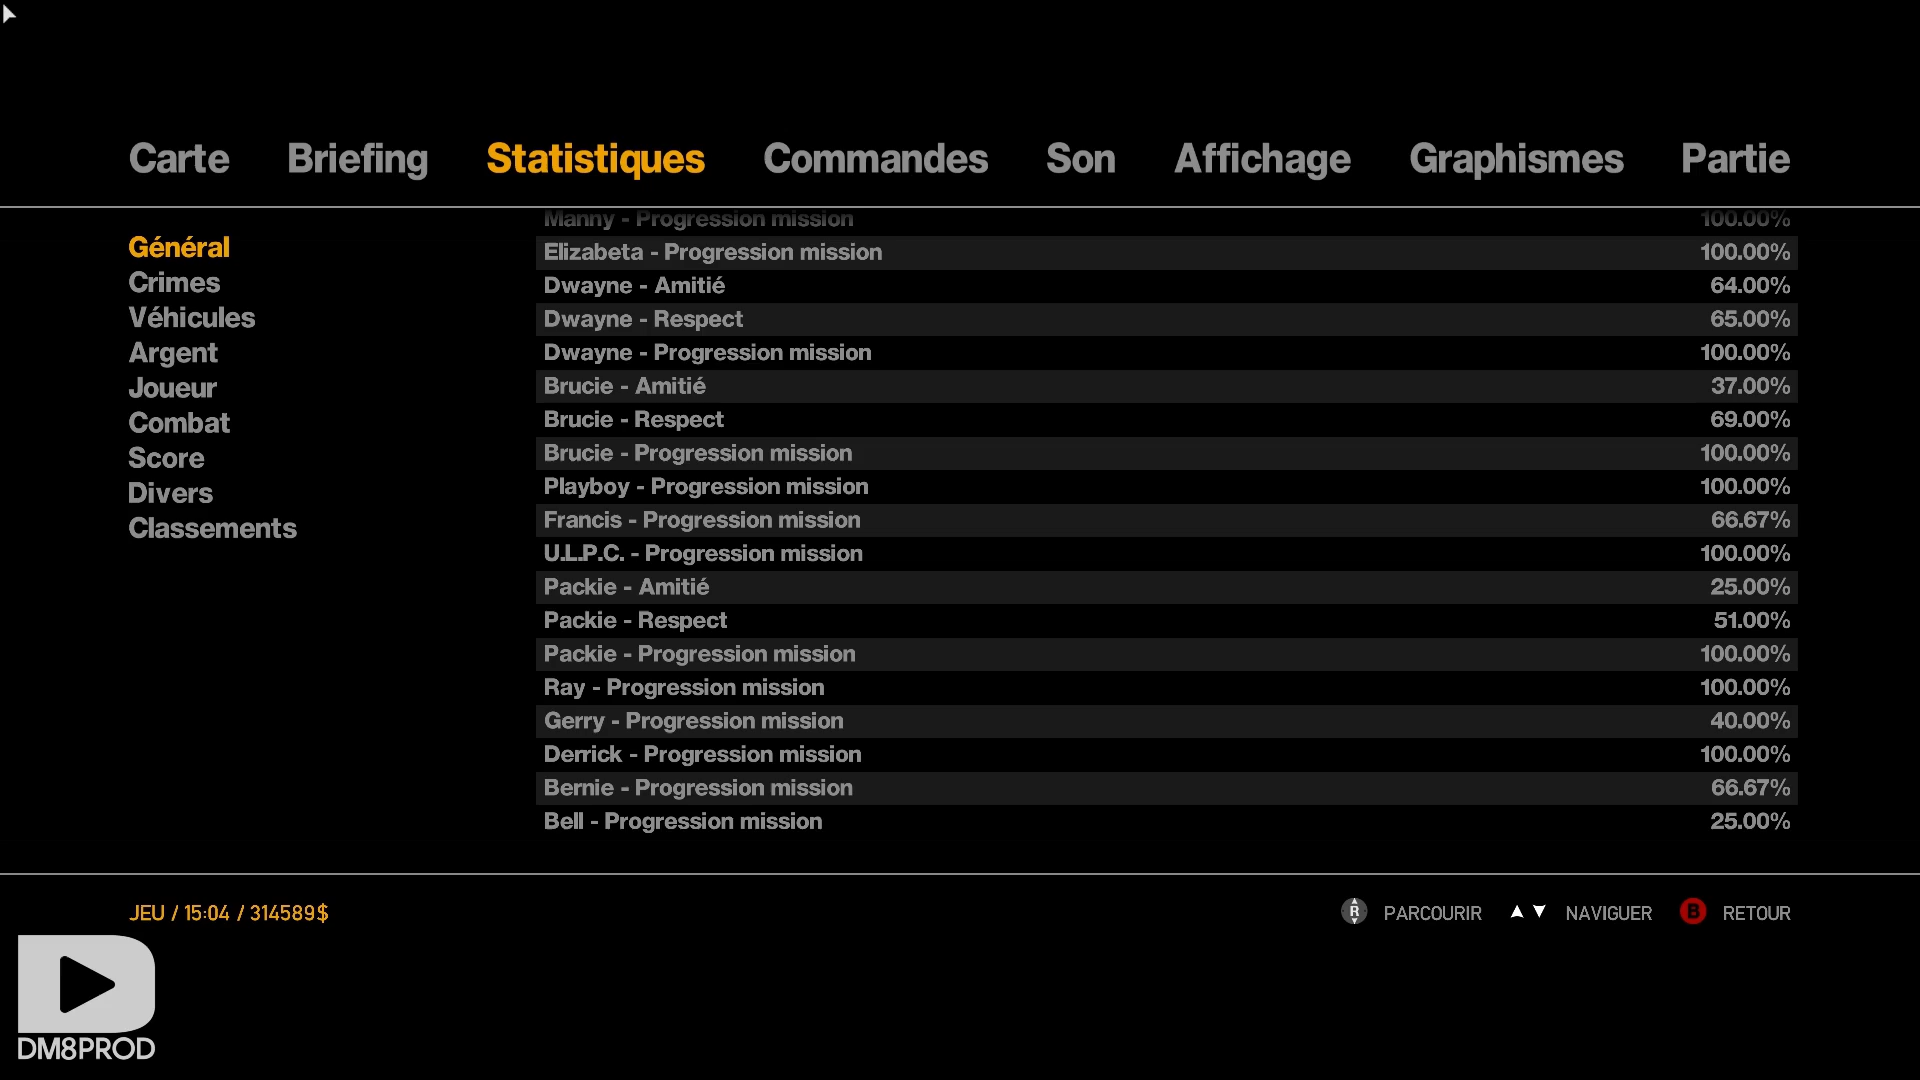 Carte Briefing Statistiques Commandes Son Affichage Graphismes Partie
Général
Crimes
Véhicules
Argent
Joueur
Combat
Score
Divers
Classements
Manny - Progression mission 100.00%
Elizabeta - Progression mission 100.00%
Dwayne - Amitié 64.00%
Dwayne - Respect 65.00%
Dwayne - Progression mission 100.00%
Brucie - Amitié 37.00%
Brucie - Respect 69.00%
Brucie - Progression mission 100.00%
Playboy - Progression mission 100.00%
Francis - Progression mission 66.67%
U.L.P.C. - Progression mission 100.00%
Packie - Amitié 25.00%
Packie - Respect 51.00%
Packie - Progression mission 100.00%
Ray - Progression mission 100.00%
Gerry - Progression mission 40.00%
Derrick - Progression mission 100.00%
Bernie - Progression mission 66.67%
Bell - Progression mission 25.00%
JEU / 15:04 / 314589$
R PARCOURIR NAVIGUER B RETOUR
DM8PROD